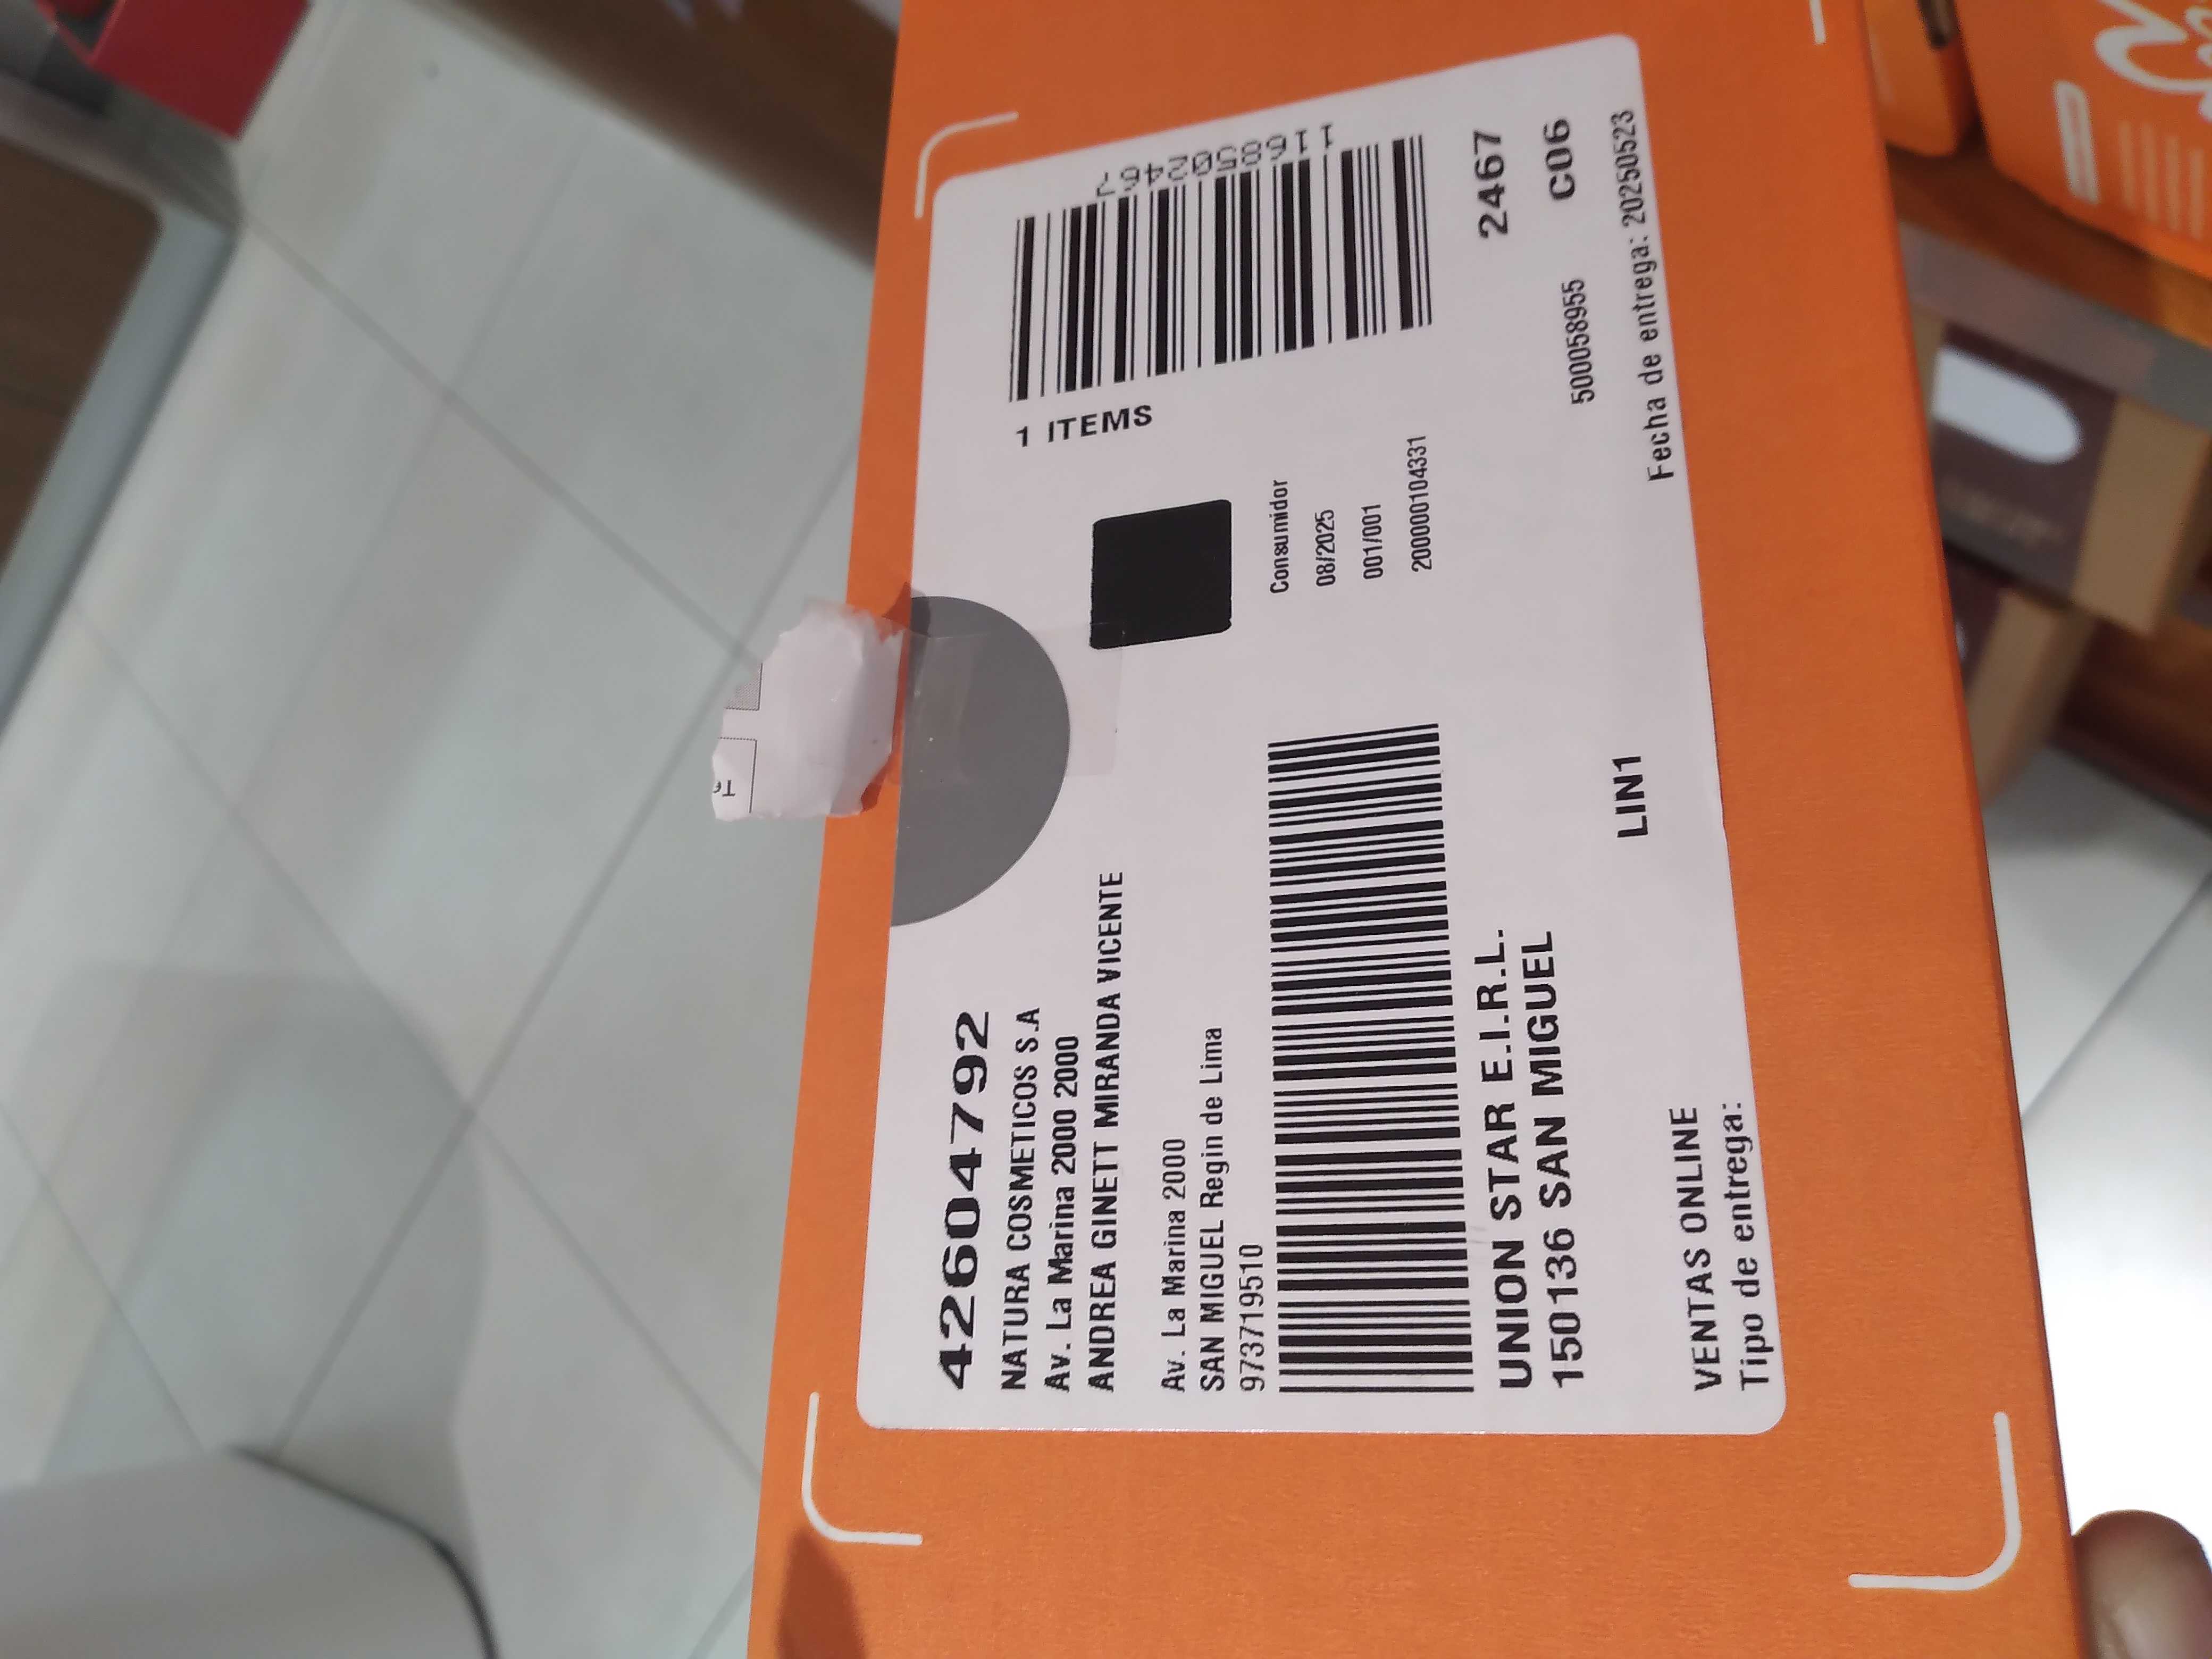 42604792
NATURA COSMETICOS S.A
Av. La Marina 2000 2000
ANDREA GINETT MIRANDA VICENTE
Av. La Marina 2000
SAN MIGUEL Regin de Lima
973719510
UNION STAR E.I.R.L.
150136 SAN MIGUEL
LIN1
VENTAS ONLINE
Tipo de entrega:
1 ITEMS
Consumidor
08/2025
001/001
200000104331
2467
C06
500058955
Fecha de entrega: 20250523